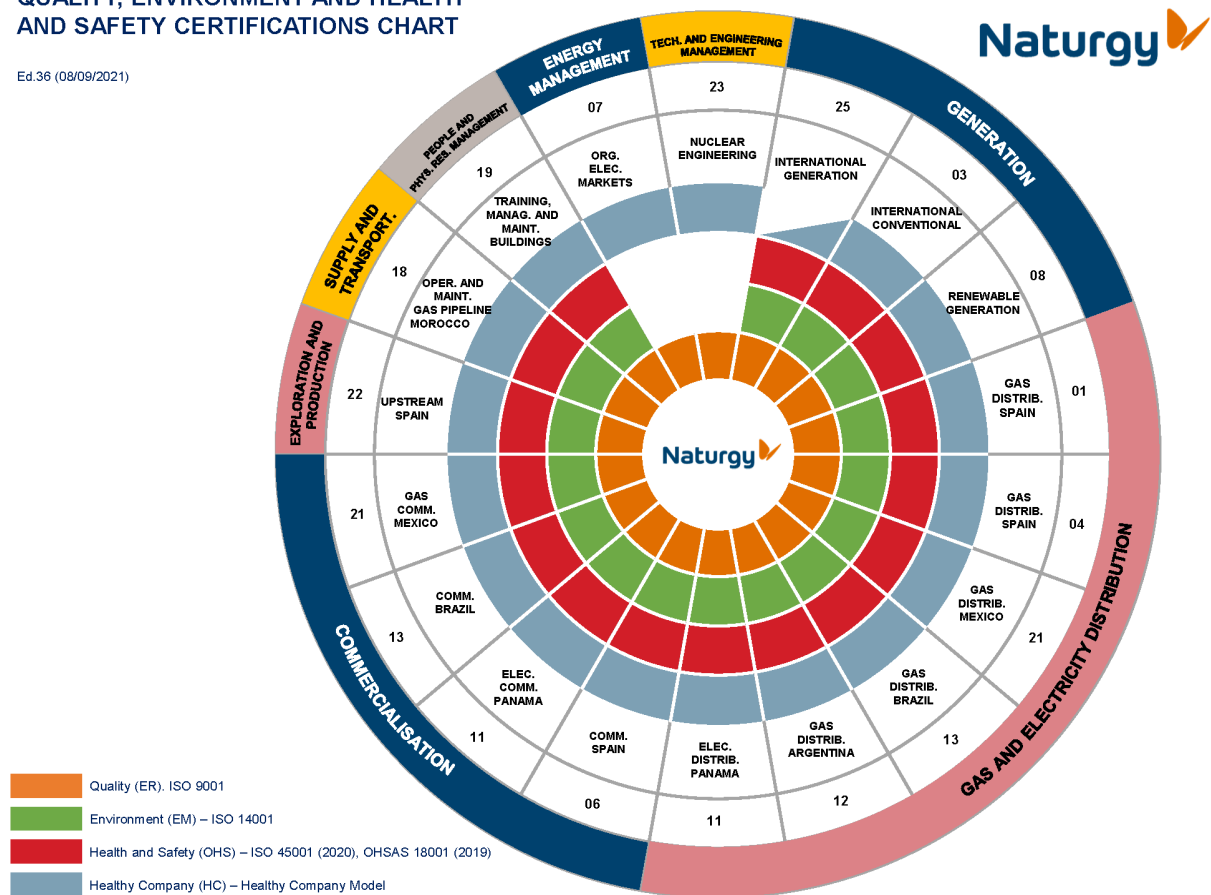 QUALITY, ENVIRONMENT AND HEALTH
AND SAFETY CERTIFICATIONS CHART
Ed.36 (08/09/2021)
Naturgy
TECH. AND ENGINEERING
MANAGEMENT
23
NUCLEAR
ENGINEERING
GENERATION
25
INTERNATIONAL
GENERATION
03
INTERNATIONAL
CONVENTIONAL
08
RENEWABLE
GENERATION
GAS AND ELECTRICITY DISTRIBUTION
01
GAS
DISTRIB.
SPAIN
04
GAS
DISTRIB.
SPAIN
21
GAS
DISTRIB.
MEXICO
13
GAS
DISTRIB.
BRAZIL
12
GAS
DISTRIB.
ARGENTINA
11
ELEC.
DISTRIB.
PANAMA
COMMERCIALISATION
06
COMM.
SPAIN
11
ELEC.
COMM.
PANAMA
13
COMM.
BRAZIL
21
GAS
COMM.
MEXICO
EXPLORATION AND
PRODUCTION
22
UPSTREAM
SPAIN
SUPPLY AND
TRANSPORT.
18
OPER. AND
MAINT.
GAS PIPELINE
MOROCCO
PEOPLE AND
PHYS. RES. MANAGEMENT
19
TRAINING,
MANAG. AND
MAINT.
BUILDINGS
ENERGY
MANAGEMENT
07
ORG.
ELEC.
MARKETS
Naturgy
Quality (ER). ISO 9001
Environment (EM) – ISO 14001
Health and Safety (OHS) – ISO 45001 (2020), OHSAS 18001 (2019)
Healthy Company (HC) – Healthy Company Model